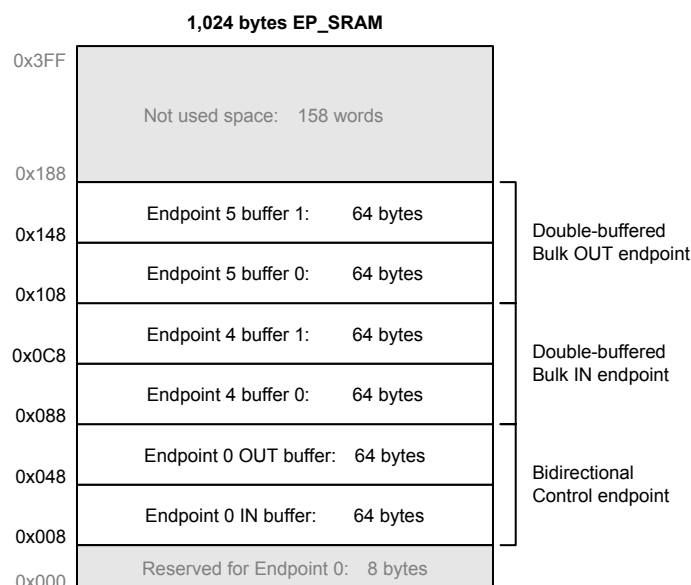 1,024 bytes EP_SRAM
0x3FF
Not used space: 158 words
0x188
Endpoint 5 buffer 1: 64 bytes
0x148
Double-buffered
Bulk OUT endpoint
Endpoint 5 buffer 0: 64 bytes
0x108
Endpoint 4 buffer 1: 64 bytes
0x0C8
Double-buffered
Bulk IN endpoint
Endpoint 4 buffer 0: 64 bytes
0x088
Endpoint 0 OUT buffer: 64 bytes
0x048
Bidirectional
Control endpoint
Endpoint 0 IN buffer: 64 bytes
0x008
Reserved for Endpoint 0: 8 bytes
0x000